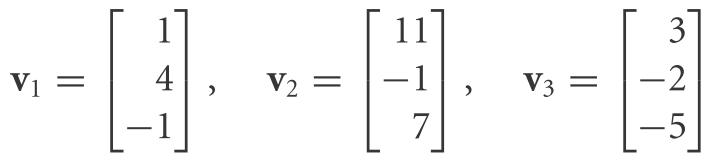 v₁ = [1 4 −1], v₂ = [11 −1 7], v₃ = [3 −2 −5]